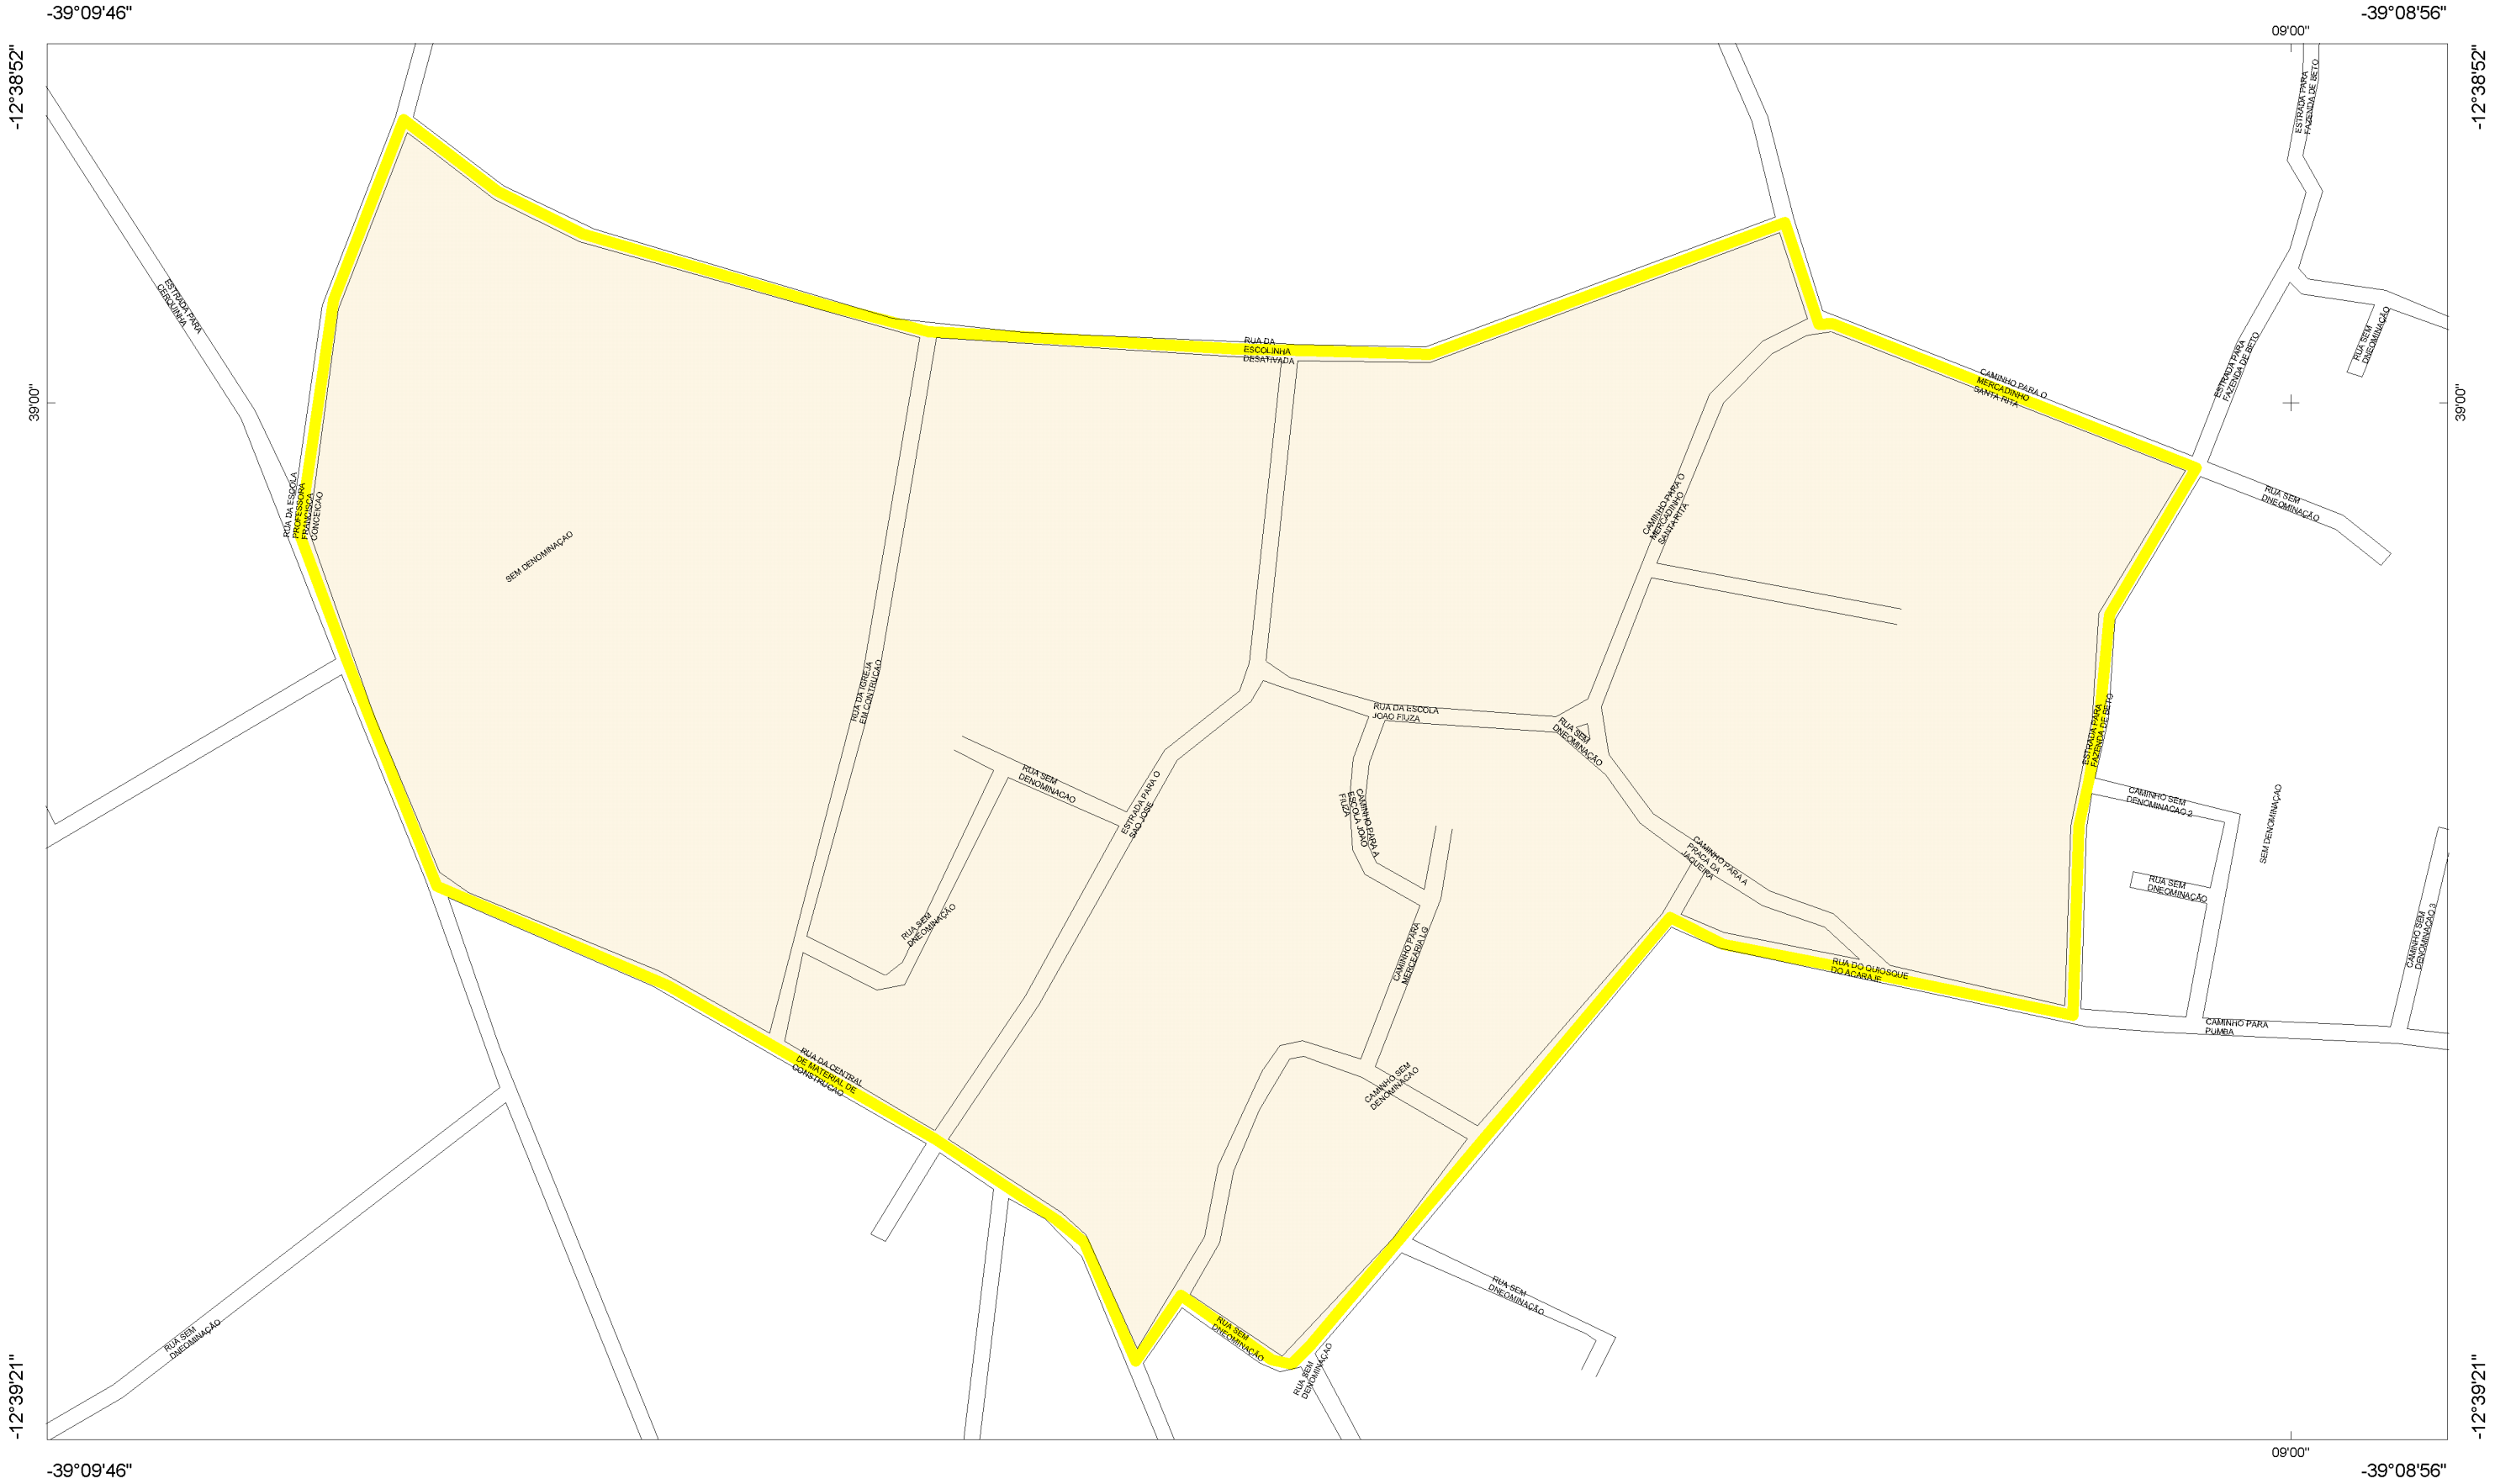 -39°09'46"
-39°08'56"
09'00"
-12°38'52"
-12°38'52"
ESTRADA PARA
FAZENDA DE BETO
ESTRADA PARA
CERQUINHA
RUA DA
ESCOLINHA
DESATIVADA
CAMINHO PARA O
MERCADINHO
SANTA RITA
ESTRADA PARA
FAZENDA DE BETO
RUA SEM
DNEOMINAÇÃO
39'00"
39'00"
RUA DA ESCOLA
PROFESSORA
FRANCISCA
CONCEICAO
SEM DENOMINAÇAO
CAMINHO PARA O
MERCADINHO
SANTA RITA
RUA SEM
DNEOMINAÇÃO
RUA DA IGREJA
EM CONTRUCAO
RUA DA ESCOLA
JOAO FIUZA
RUA SEM
DNEOMINAÇÃO
ESTRADA PARA
FAZENDA DE BETO
RUA SEM
DENOMINACAO
ESTRADA PARA O
SAO JOSE
CAMINHO PARA A
ESCOLA JOAO
FIUZA
CAMINHO SEM
DENOMINACAO 2
SEM DENOMINAÇÃO
CAMINHO PARA A
PRACA DA
JAQUEIRA
RUA SEM
DNEOMINAÇÃO
RUA SEM
DNEOMINAÇÃO
CAMINHO PARA
MERCEARIA LG
CAMINHO SEM
DENOMINACAO 3
RUA DO QUIOSQUE
DO ACARAJE
CAMINHO PARA
PUMBA
RUA DA CENTRAL
DE MATERIAL DE
CONSTRUCAO
CAMINHO SEM
DENOMINACAO
RUA SEM
DNEOMINAÇÃO
RUA SEM
DNEOMINAÇÃO
RUA SEM
DNEOMINAÇÃO
RUA SEM
DENOMINAÇÃO
-12°39'21"
-12°39'21"
09'00"
-39°09'46"
-39°08'56"